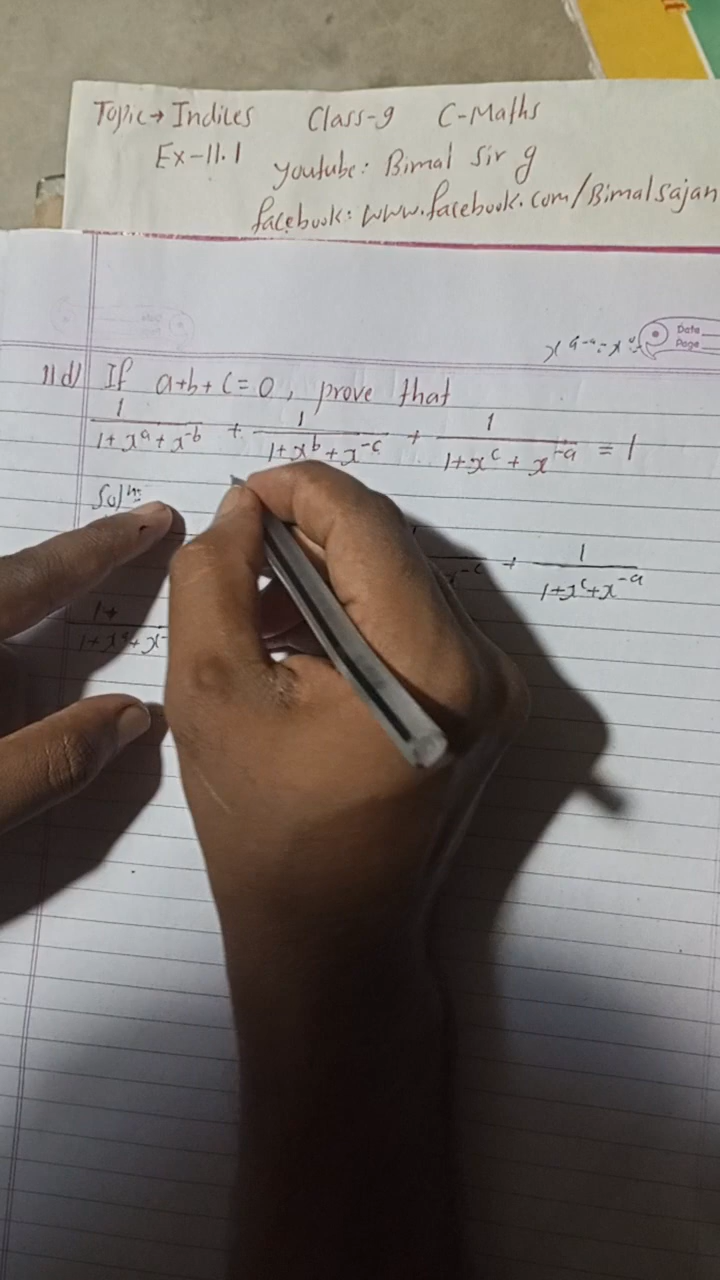 Topic→ Indices Class-9 C-Maths
Ex-11.1 youtube: Bimal Sir g
facebook: www.facebook.com/Bimalsajan
Date
Page
11d) If a+b+c=0, prove that
1/(1+x^a+x^-b) + 1/(1+x^b+x^-c) + 1/(1+x^c+x^-a) = 1
Solⁿ:
+ 1/(1+x^c+x^-a)